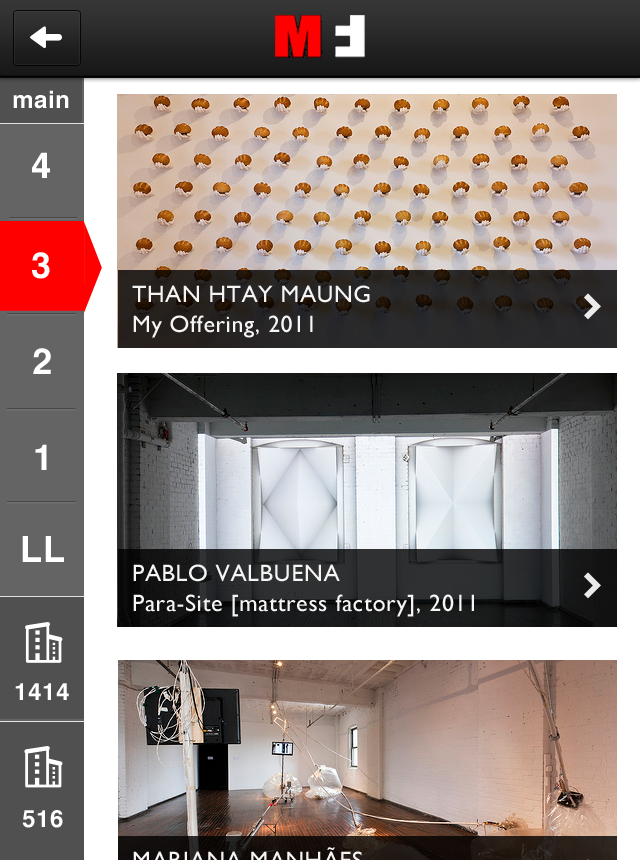 MF
main
4
3
2
1
LL
1414
516
THAN HTAY MAUNG
My Offering, 2011
PABLO VALBUENA
Para-Site [mattress factory], 2011
MARIANA MANHÃES